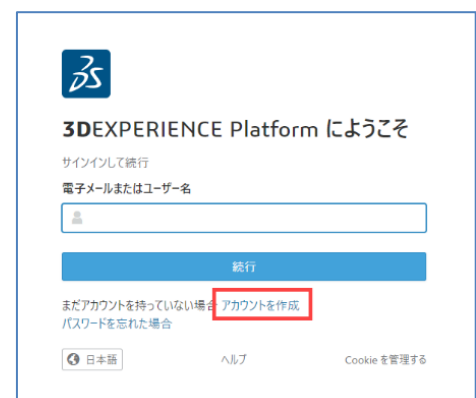 3DS
3DEXPERIENCE Platform にようこそ
サインインして続行
電子メールまたはユーザー名
続行
まだアカウントを持っていない場合 アカウントを作成
パスワードを忘れた場合
日本語 ヘルプ Cookie を管理する